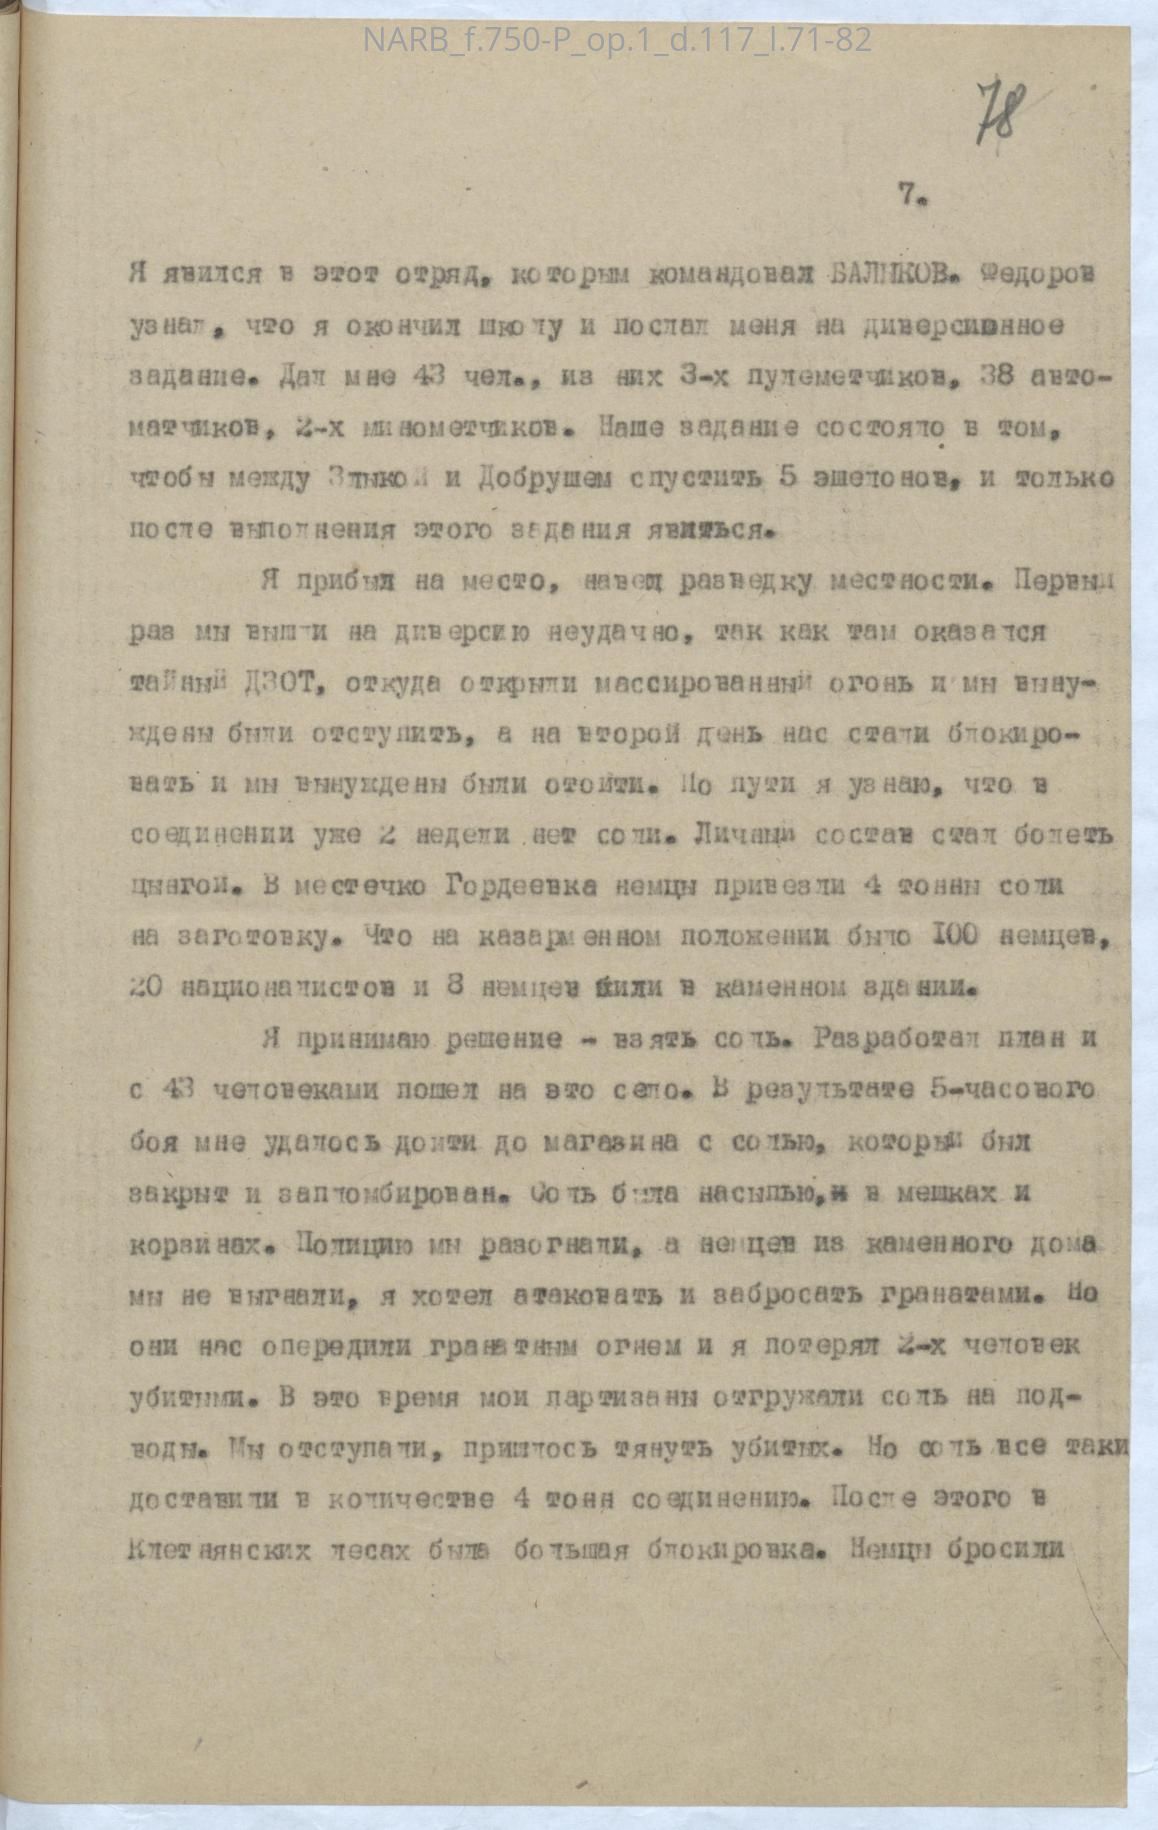 NARB_f.750-P_op.1_d.117_l.71-82
78
7.
Я явился в этот отряд, которым командовал БАЛЫКОВ. Федоров
узнал, что я окончил школу и послал меня на диверсионное
задание. Дал мне 43 чел., из них 3-х пулеметчиков, 38 авто-
матчиков, 2-х минометчиков. Наше задание состояло в том,
чтобы между Злыкой и Добрушем спустить 5 эшелонов, и только
после выполнения этого задания явиться.
Я прибыл на место, навел разведку местности. Первый
раз мы вышли на диверсию неудачно, так как там оказался
тайный ДЗОТ, откуда открыли массированный огонь и мы выну-
ждены были отступить, а на второй день нас стали блокиро-
вать и мы вынуждены были отойти. По пути я узнаю, что в
соединении уже 2 недели нет соли. Личный состав стал болеть
цынгой. В местечко Гордеевка немцы привезли 4 тонны соли
на заготовку. Что на казарменном положении было 100 немцев,
20 националистов и 8 немцев жили в каменном здании.
Я принимаю решение - взять соль. Разработал план и
с 43 человеками пошел на это село. В результате 5-часового
боя мне удалось дойти до магазина с солью, который был
закрыт и запломбирован. Соль была насыпью, и в мешках и
корзинах. Полицию мы разогнали, а немцев из каменного дома
мы не выгнали, я хотел атаковать и забросать гранатами. Но
они нас опередили гранатным огнем и я потерял 2-х человек
убитыми. В это время мои партизаны отгружали соль на под-
воды. Мы отступали, пришлось тянуть убитых. Но соль все таки
доставили в количестве 4 тонн соединению. После этого в
Клетнянских лесах была большая блокировка. Немцы бросили